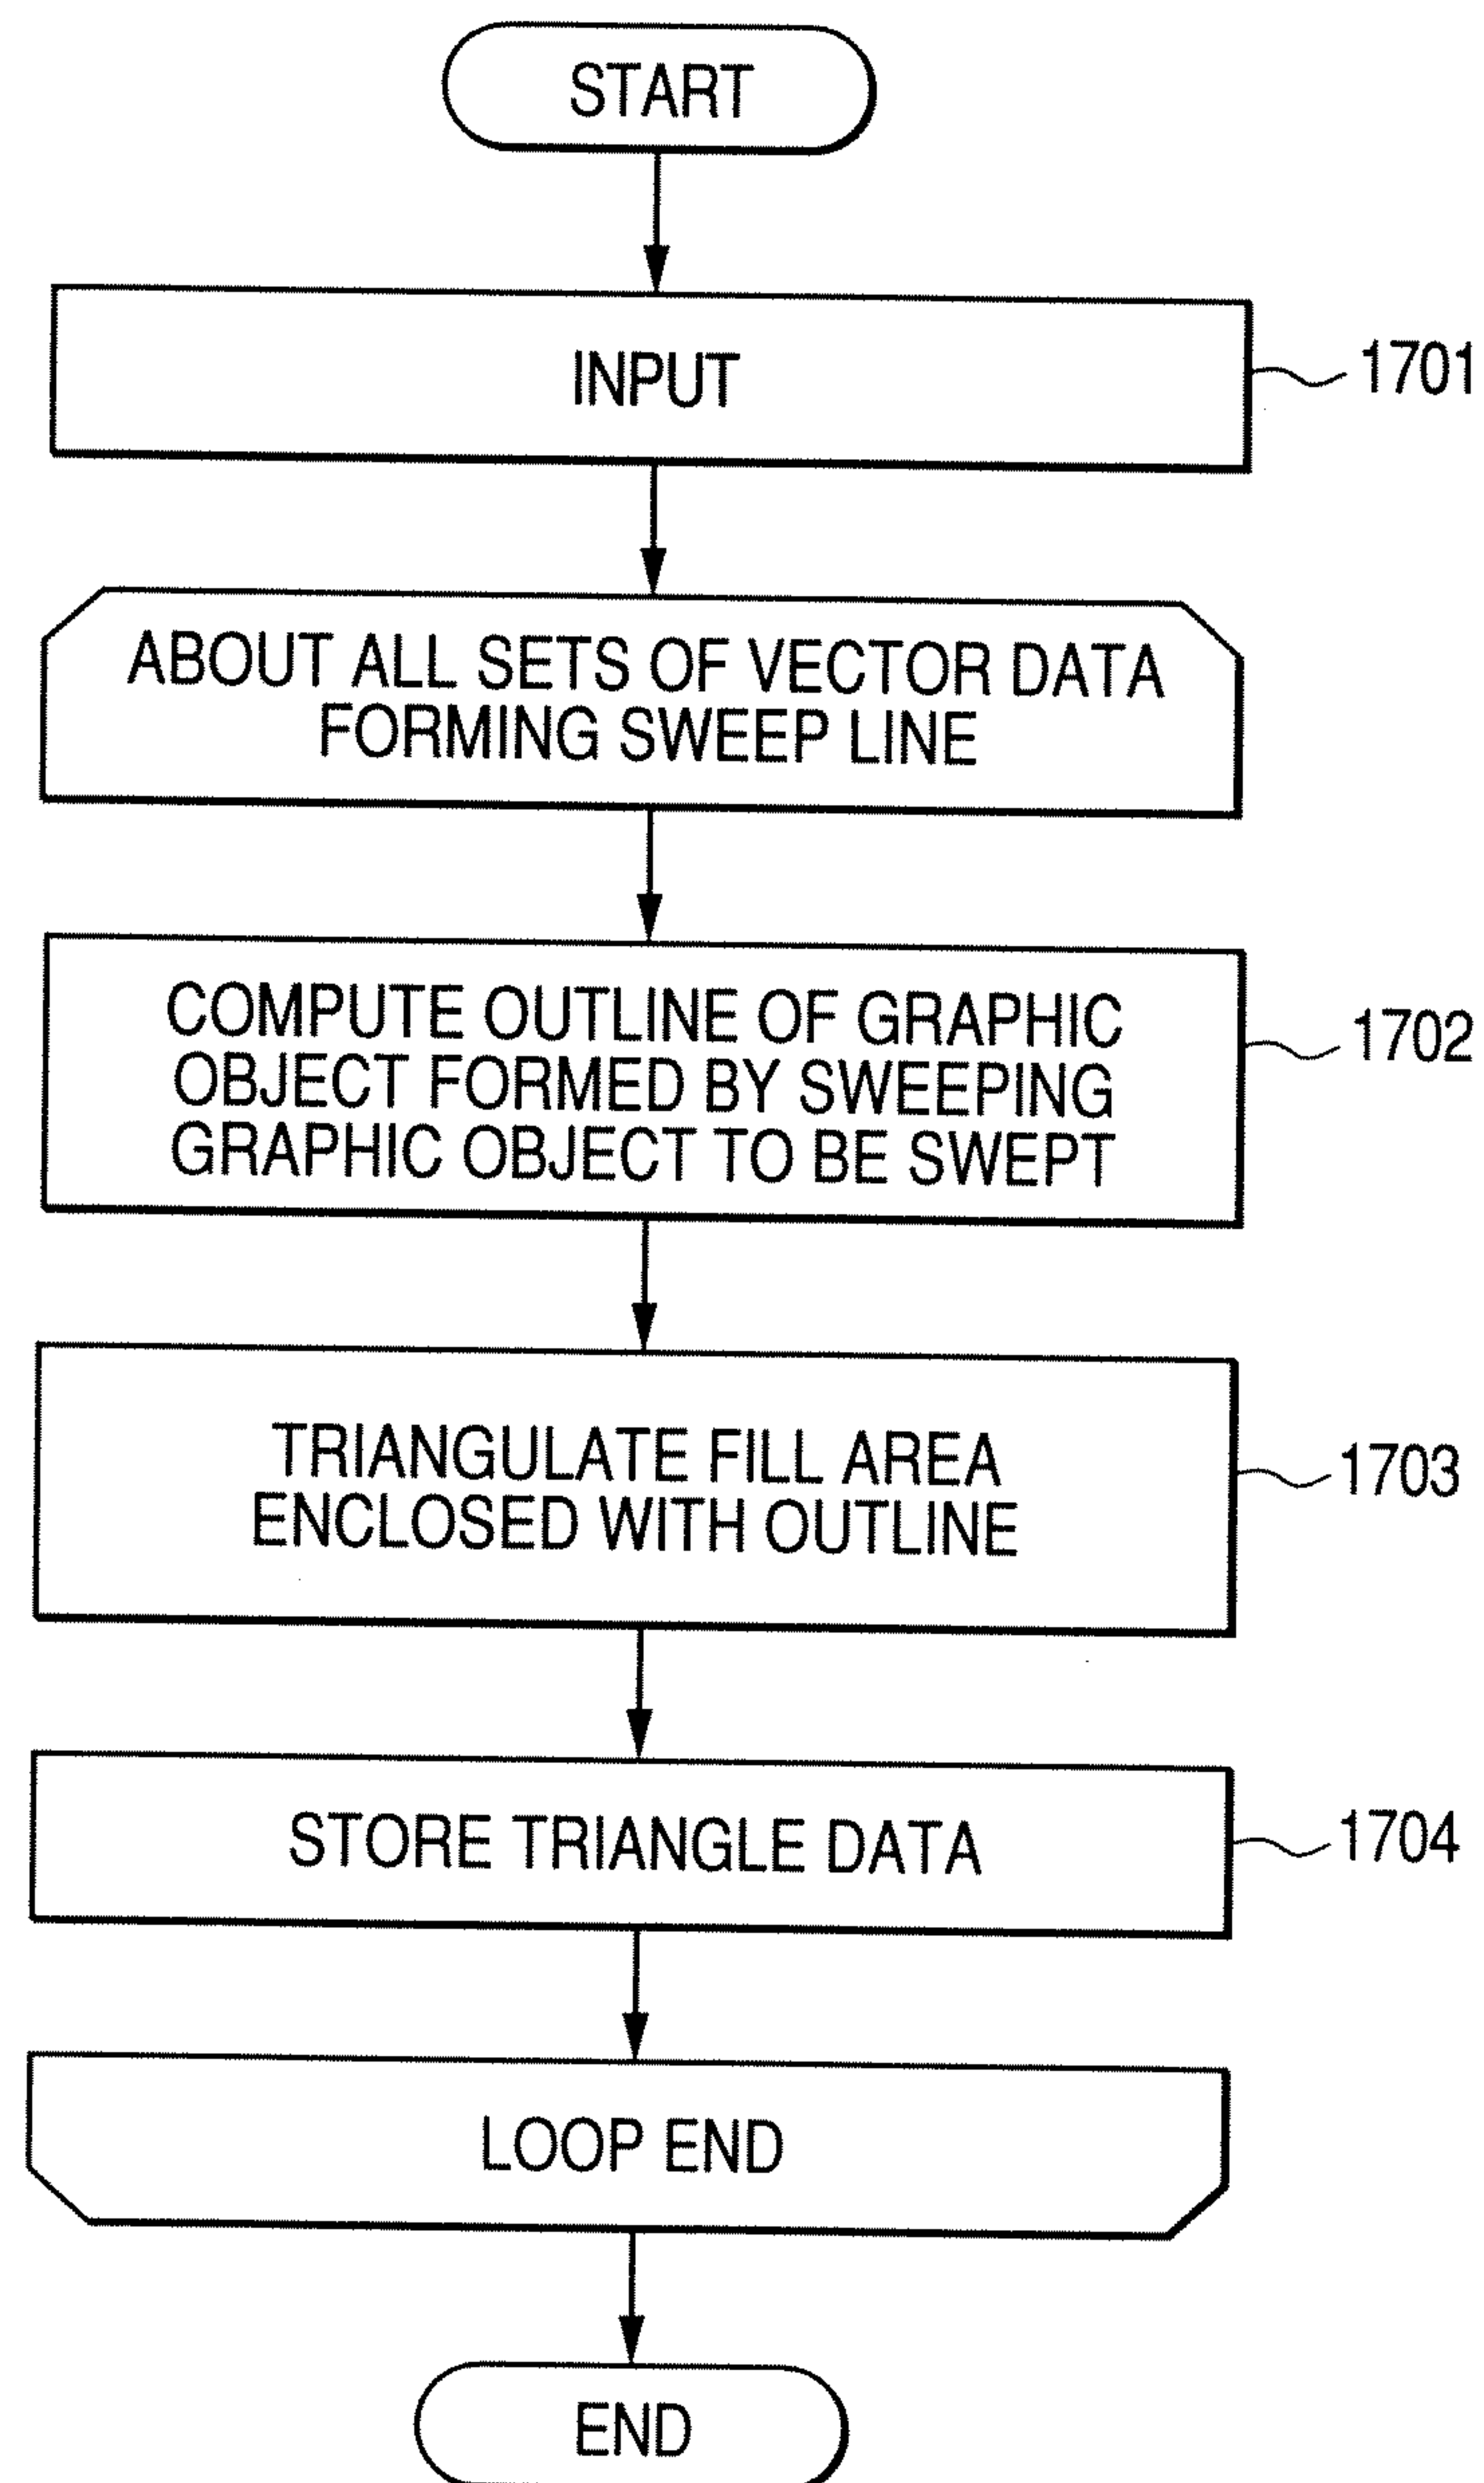 START
INPUT
1701
ABOUT ALL SETS OF VECTOR DATA
FORMING SWEEP LINE
COMPUTE OUTLINE OF GRAPHIC
OBJECT FORMED BY SWEEPING
GRAPHIC OBJECT TO BE SWEPT
1702
TRIANGULATE FILL AREA
ENCLOSED WITH OUTLINE
1703
STORE TRIANGLE DATA
1704
LOOP END
END